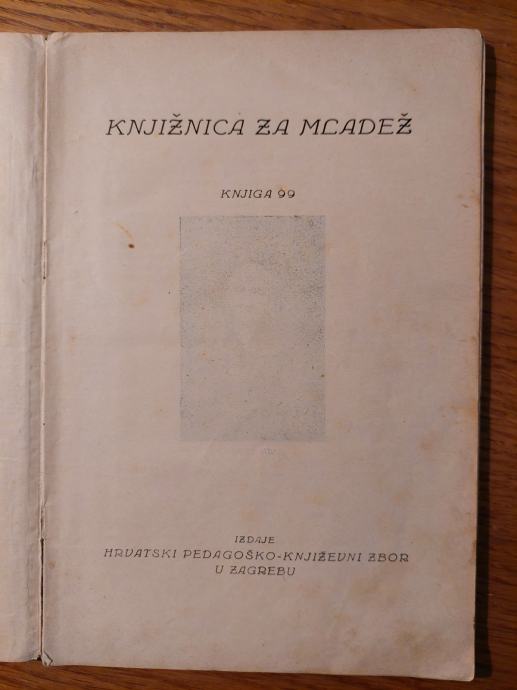 KNJIŽNICA ZA MLADEŽ
KNJIGA 99
IZDAJE
HRVATSKI PEDAGOŠKO-KNJIŽEVNI ZBOR
U ZAGREBU